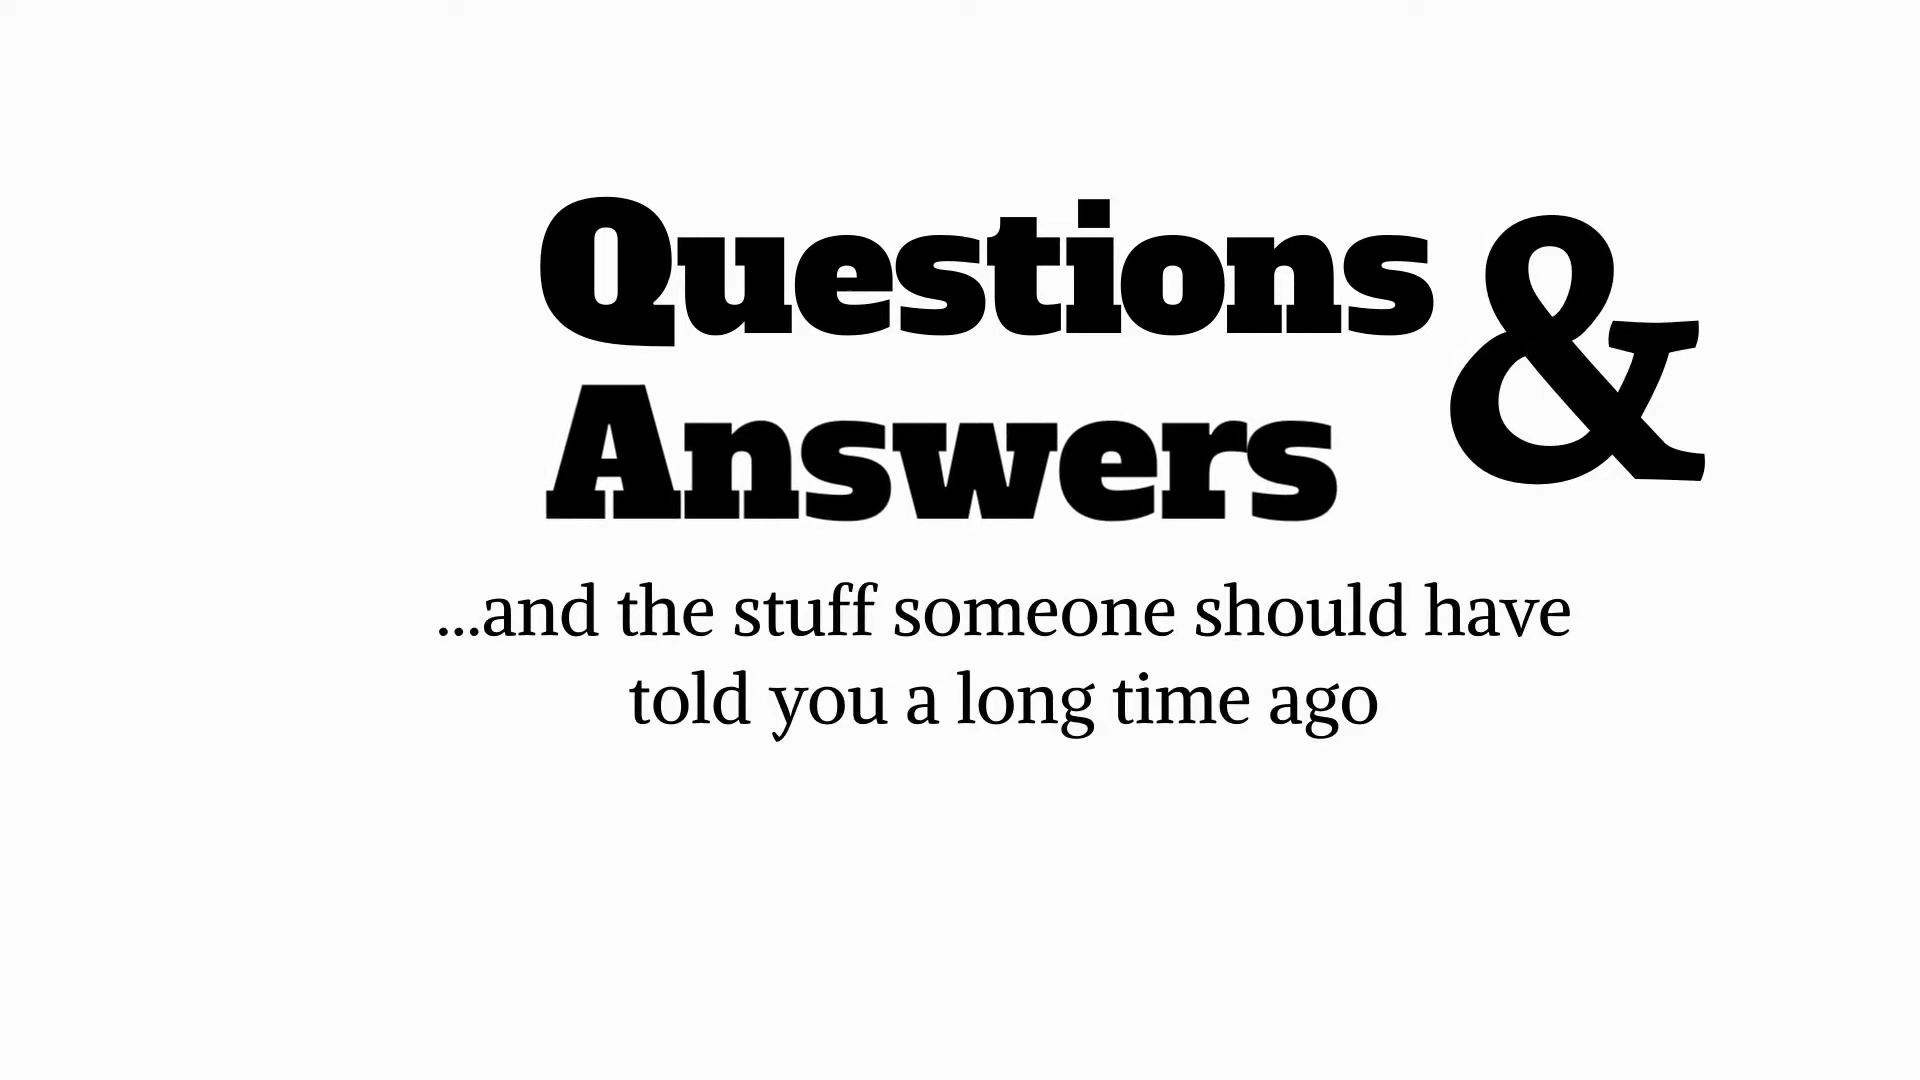 Questions &
Answers
...and the stuff someone should have
told you a long time ago